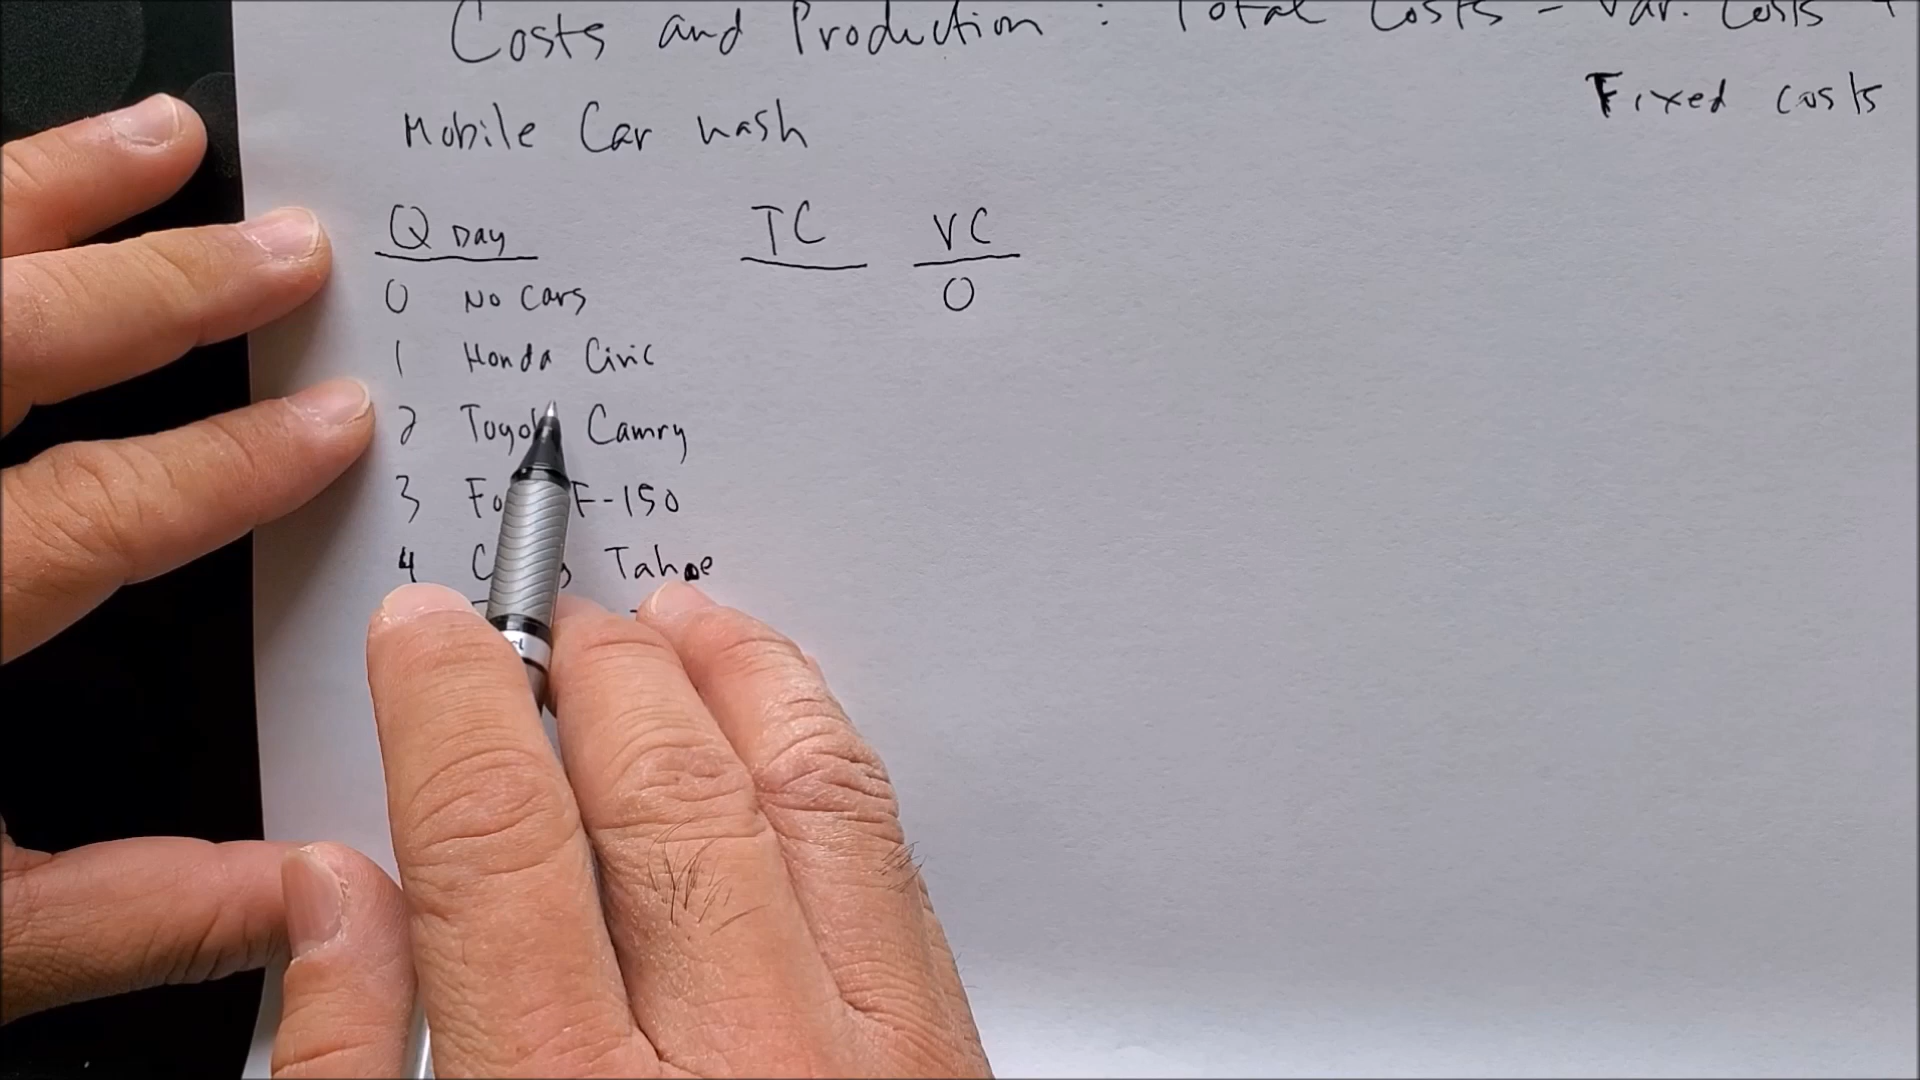 Costs and Production : Total Costs = Var. Costs +
Fixed costs
Mobile Car wash
Q Day TC VC
0 No Cars 0
1 Honda Civic
2 Camry
3 F-150
4 Tahoe